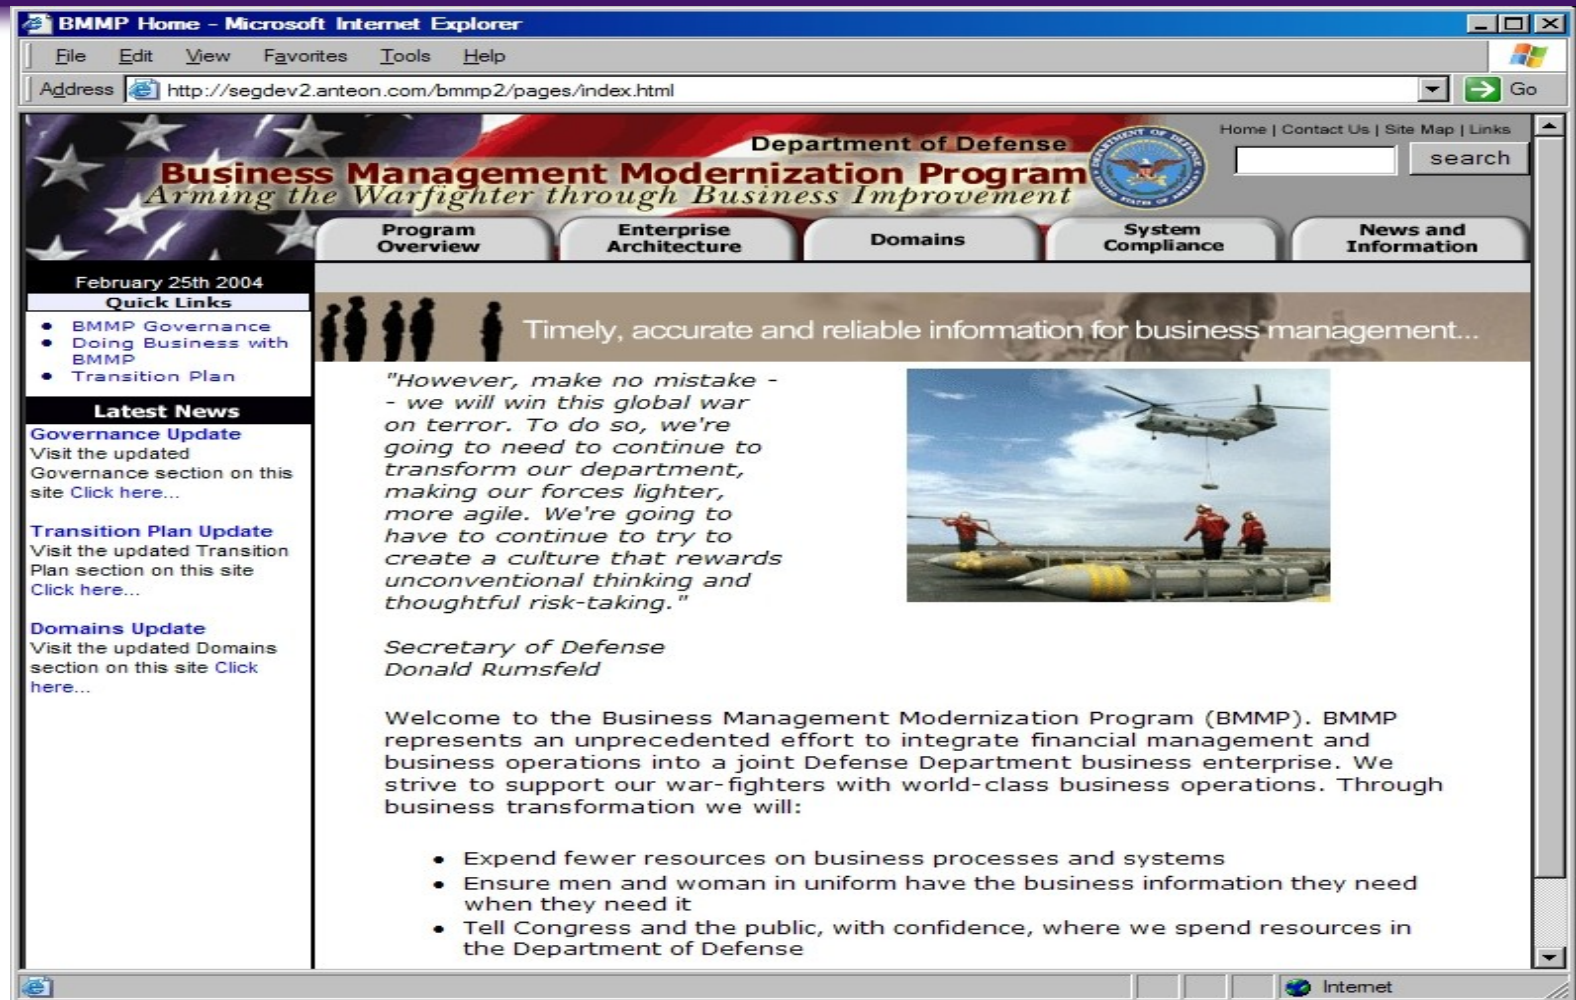 BMMP Home - Microsoft Internet Explorer
File Edit View Favorites Tools Help
Address http://segdev2.anteon.com/bmmp2/pages/index.html Go
Home | Contact Us | Site Map | Links
Department of Defense
search
Business Management Modernization Program
Arming the Warfighter through Business Improvement
Program Overview
Enterprise Architecture
Domains
System Compliance
News and Information
February 25th 2004
Quick Links
• BMMP Governance
• Doing Business with
BMMP
• Transition Plan
Latest News
Governance Update
Visit the updated
Governance section on this
site Click here...
Transition Plan Update
Visit the updated Transition
Plan section on this site
Click here...
Domains Update
Visit the updated Domains
section on this site Click
here...
Timely, accurate and reliable information for business management...
"However, make no mistake -
- we will win this global war
on terror. To do so, we're
going to need to continue to
transform our department,
making our forces lighter,
more agile. We're going to
have to continue to try to
create a culture that rewards
unconventional thinking and
thoughtful risk-taking."
Secretary of Defense
Donald Rumsfeld
Welcome to the Business Management Modernization Program (BMMP). BMMP
represents an unprecedented effort to integrate financial management and
business operations into a joint Defense Department business enterprise. We
strive to support our war-fighters with world-class business operations. Through
business transformation we will:
• Expend fewer resources on business processes and systems
• Ensure men and woman in uniform have the business information they need
when they need it
• Tell Congress and the public, with confidence, where we spend resources in
the Department of Defense
Internet